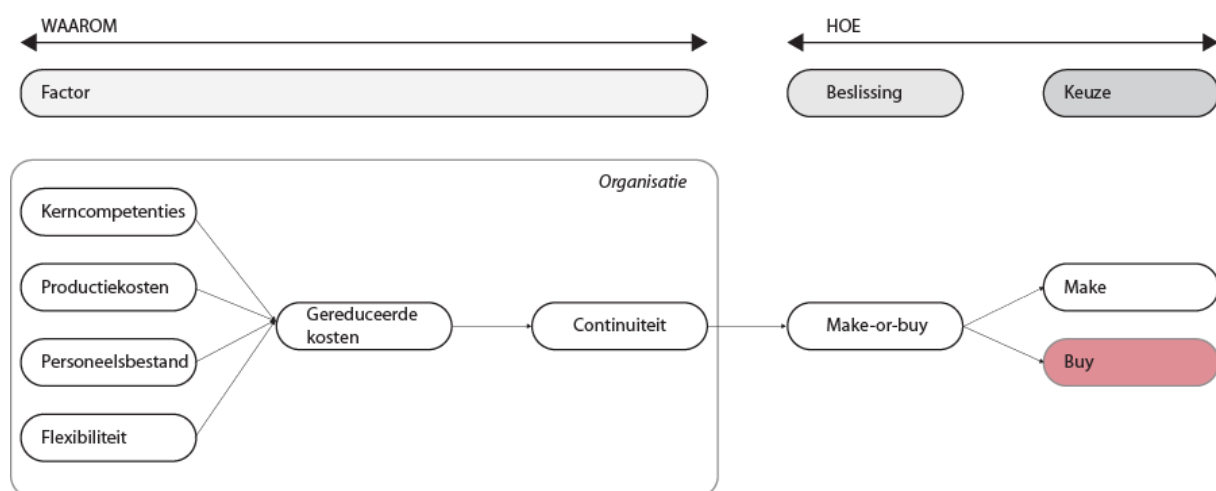 WAAROM
HOE
Factor
Beslissing
Keuze
Organisatie
Kerncompetenties
Productiekosten
Personeelsbestand
Flexibiliteit
Gereduceerde
kosten
Continuiteit
Make-or-buy
Make
Buy